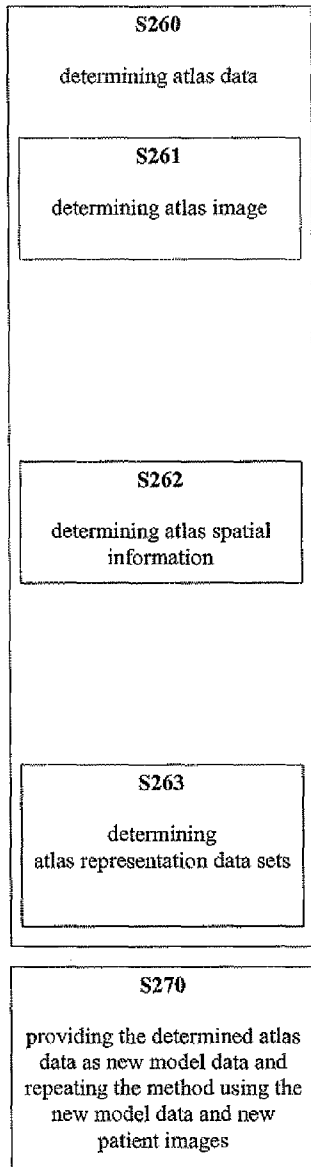 S260
determining atlas data
S261
determining atlas image
S262
determining atlas spatial
information
S263
determining
atlas representation data sets
S270
providing the determined atlas
data as new model data and
repeating the method using the
new model data and new
patient images